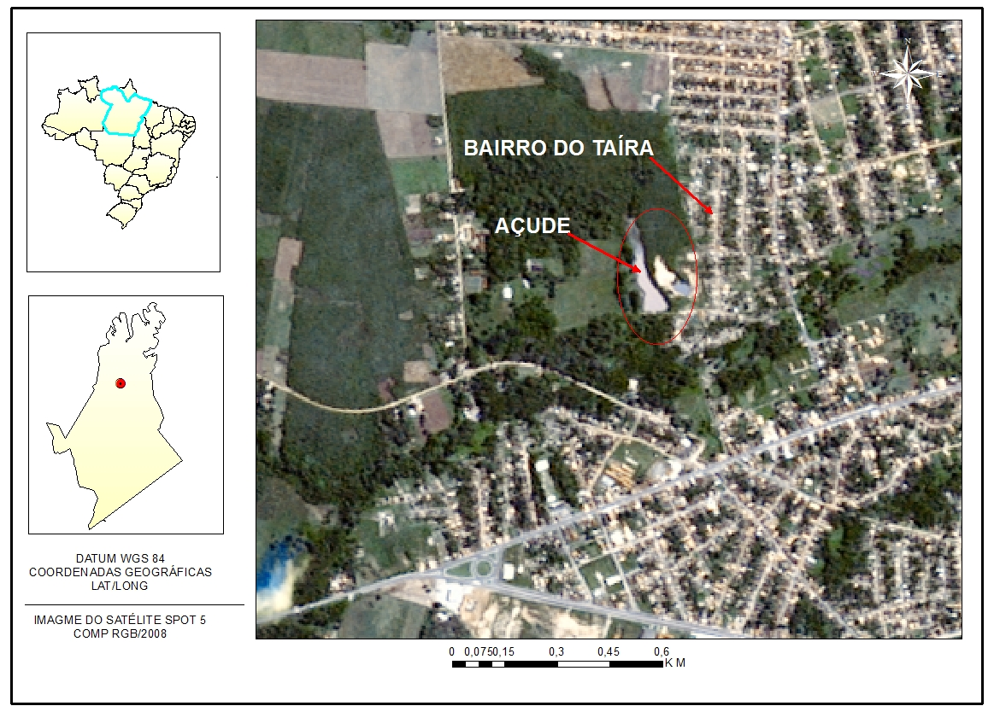 N
BAIRRO DO TAÍRA
AÇUDE
DATUM WGS 84
COORDENADAS GEOGRÁFICAS
LAT/LONG
IMAGME DO SATÉLITE SPOT 5
COMP RGB/2008
0 0,0750,15 0,3 0,45 0,6
KM